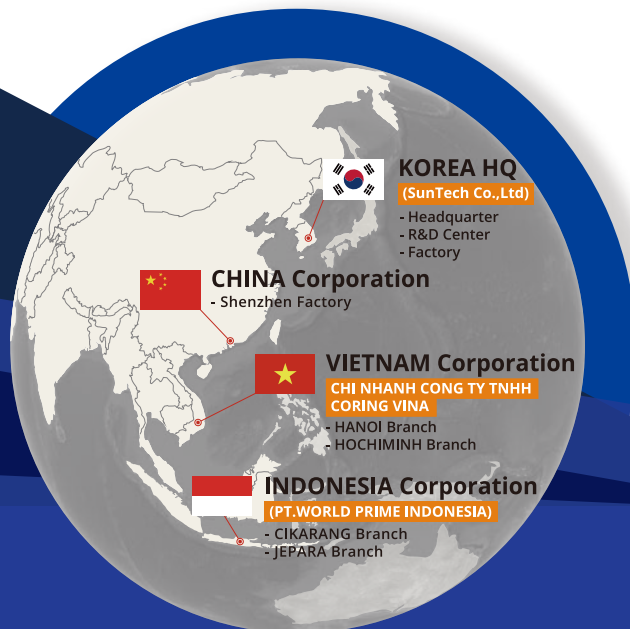 KOREA HQ
(SunTech Co.,Ltd)
- Headquarter
- R&D Center
- Factory
CHINA Corporation
- Shenzhen Factory
VIETNAM Corporation
CHI NHANH CONG TY TNHH
CORING VINA
- HANOI Branch
- HOCHIMINH Branch
INDONESIA Corporation
(PT.WORLD PRIME INDONESIA)
- CIKARANG Branch
- JEPARA Branch